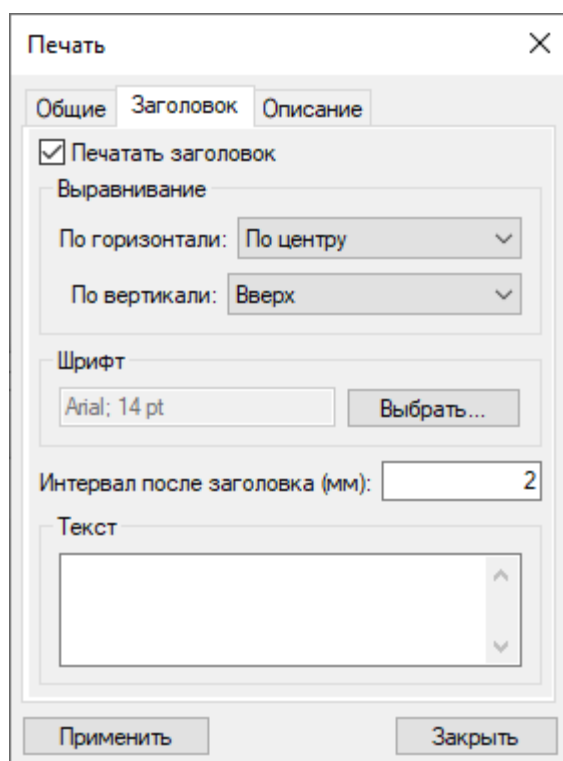 Печать
Общие Заголовок Описание
Печатать заголовок
Выравнивание
По горизонтали: По центру
По вертикали: Вверх
Шрифт
Arial; 14 pt Выбрать...
Интервал после заголовка (мм): 2
Текст
Применить Закрыть